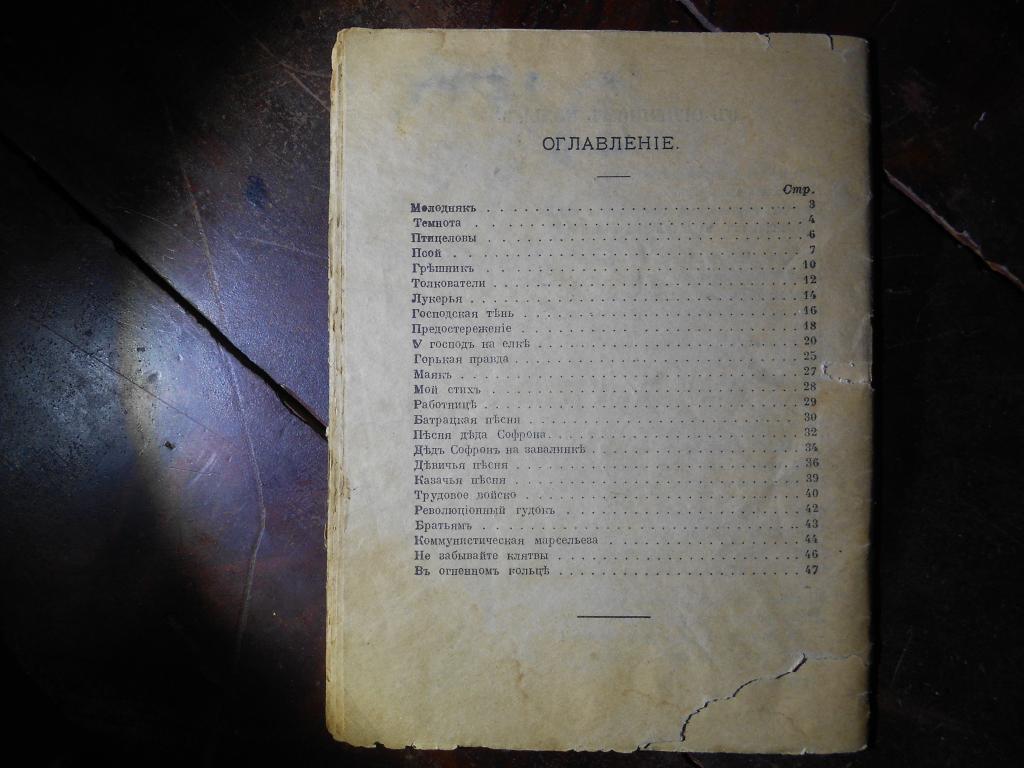 ОГЛАВЛЕНІЕ.
Стр.
Молоднякъ 3
Темнота 4
Птицеловы 6
Псой 7
Грѣшникъ 10
Толкователи 12
Лукерья 14
Господская тѣнь 16
Предостереженіе 18
У господъ на елкѣ 20
Горькая правда 25
Маякъ 27
Мой стихъ 28
Работницѣ 29
Батрацкая пѣсня 30
Пѣсня дѣда Софрона 32
Дѣдъ Софронъ на завалинкѣ 34
Дѣвичья пѣсня 36
Казачья пѣсня 39
Трудовое войско 40
Революціонный гудокъ 42
Братьямъ 43
Коммунистическая марсельеза 44
Не забывайте клятвы 46
Въ огненномъ кольцѣ 47